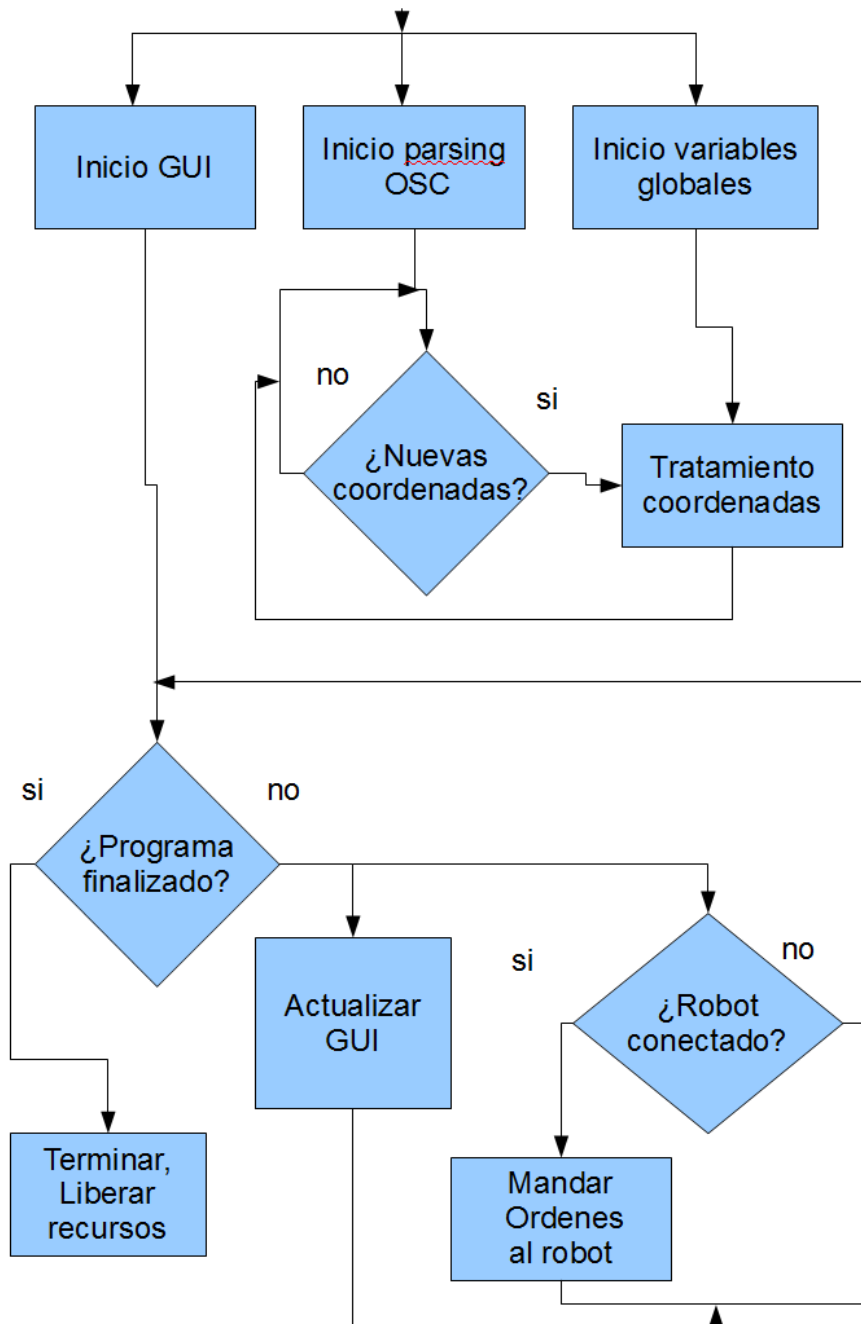 Inicio GUI
Inicio parsing
OSC
Inicio variables
globales
no
si
¿Nuevas
coordenadas?
Tratamiento
coordenadas
si
no
¿Programa
finalizado?
Actualizar
GUI
si
no
¿Robot
conectado?
Terminar,
Liberar
recursos
Mandar
Ordenes
al robot